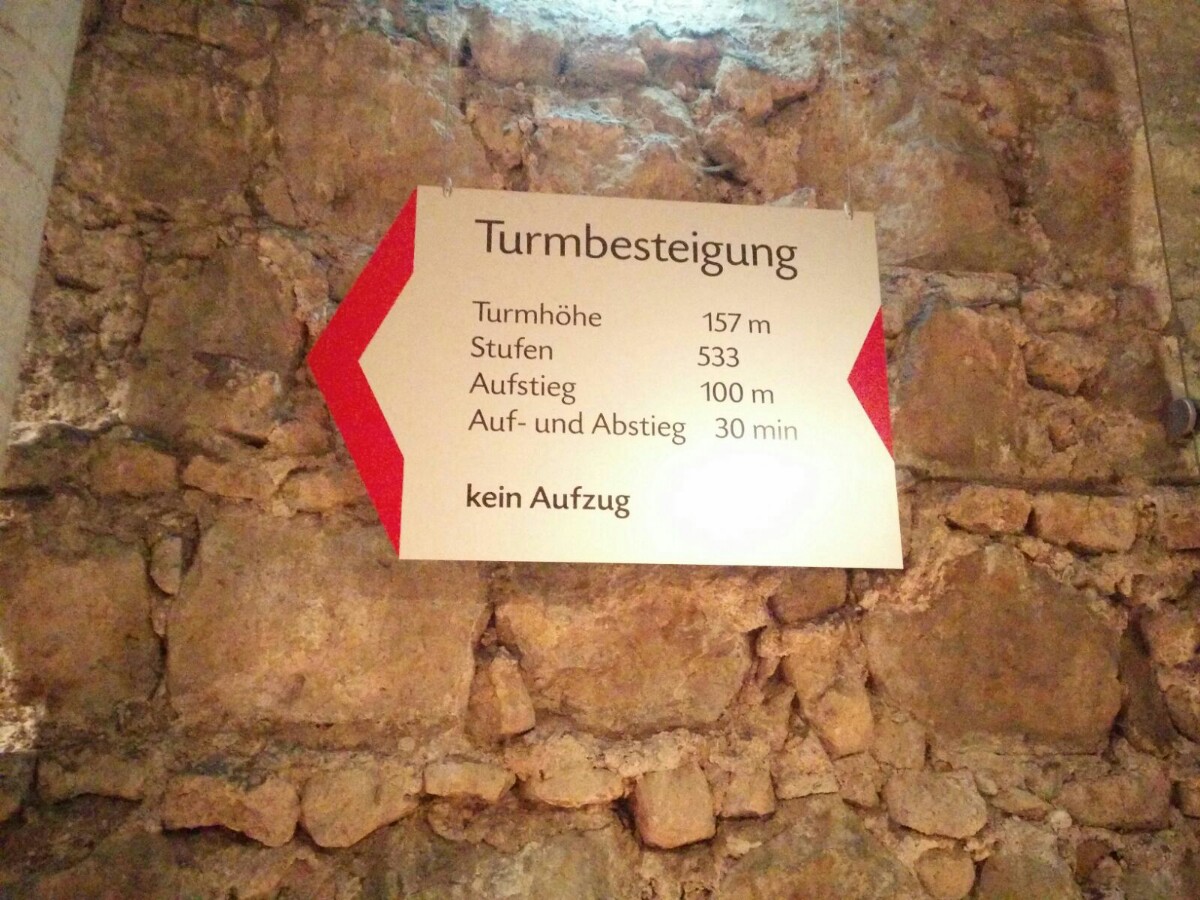 Turmbesteigung
Turmhöhe 157 m
Stufen 533
Aufstieg 100 m
Auf- und Abstieg 30 min
kein Aufzug